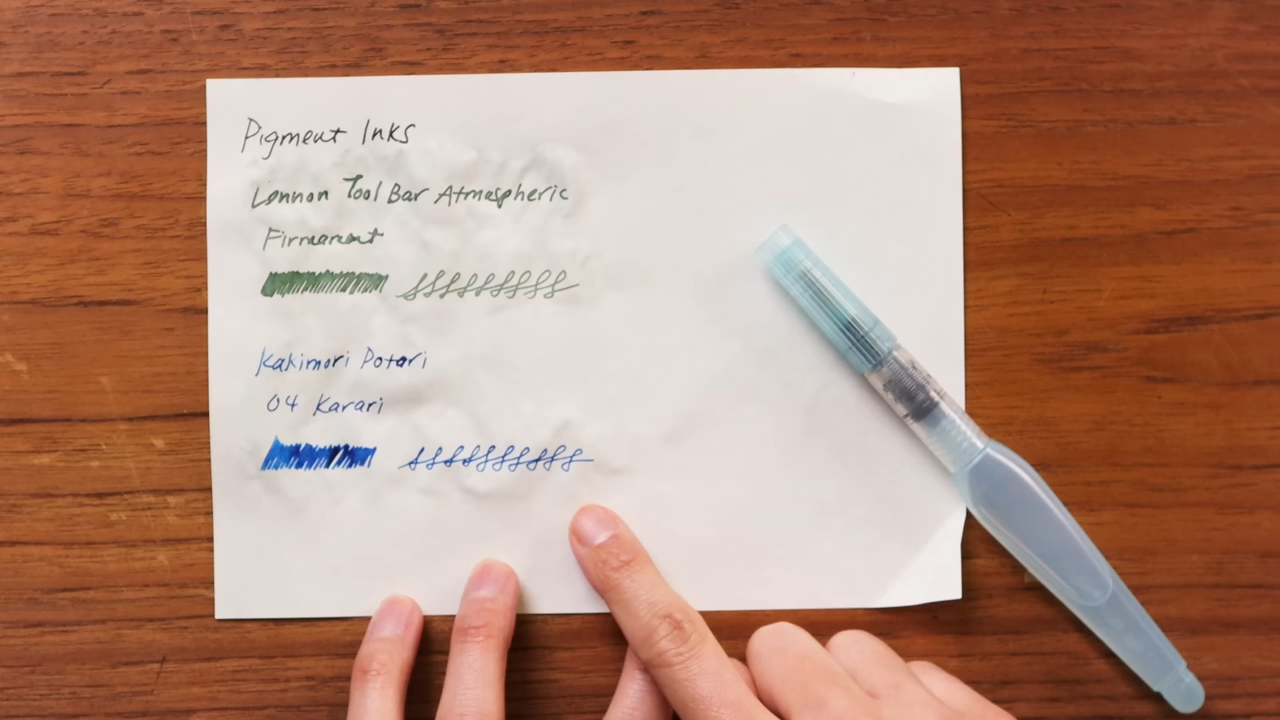 Pigment Inks
Lennon Tool Bar Atmospheric
Firmament
Kakimori Potari
04 Karari